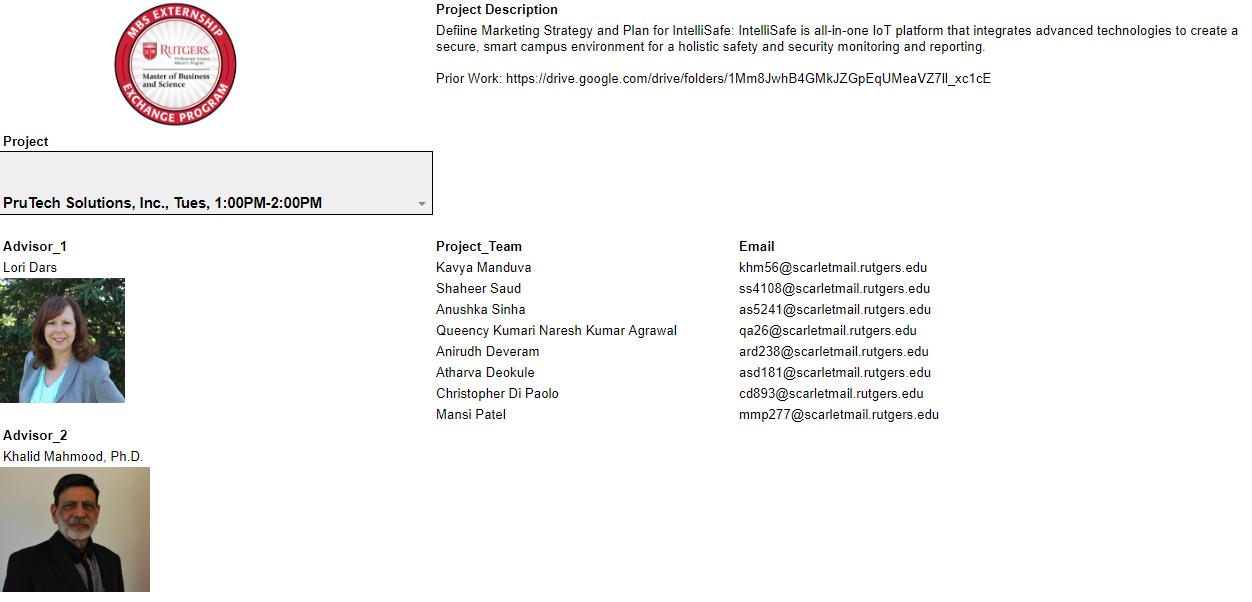 MBS EXTERNSHIP
RUTGERS
Professional Science
Master's Program
Master of Business
and Science
EXCHANGE PROGRAM
Project Description
Defiine Marketing Strategy and Plan for IntelliSafe: IntelliSafe is all-in-one IoT platform that integrates advanced technologies to create a
secure, smart campus environment for a holistic safety and security monitoring and reporting.
Prior Work: https://drive.google.com/drive/folders/1Mm8JwhB4GMkJZGpEqUMeaVZ7Il_xc1cE
Project
PruTech Solutions, Inc., Tues, 1:00PM-2:00PM
Advisor_1
Lori Dars
Project_Team Email
Kavya Manduva khm56@scarletmail.rutgers.edu
Shaheer Saud ss4108@scarletmail.rutgers.edu
Anushka Sinha as5241@scarletmail.rutgers.edu
Queency Kumari Naresh Kumar Agrawal qa26@scarletmail.rutgers.edu
Anirudh Deveram ard238@scarletmail.rutgers.edu
Atharva Deokule asd181@scarletmail.rutgers.edu
Christopher Di Paolo cd893@scarletmail.rutgers.edu
Mansi Patel mmp277@scarletmail.rutgers.edu
Advisor_2
Khalid Mahmood, Ph.D.